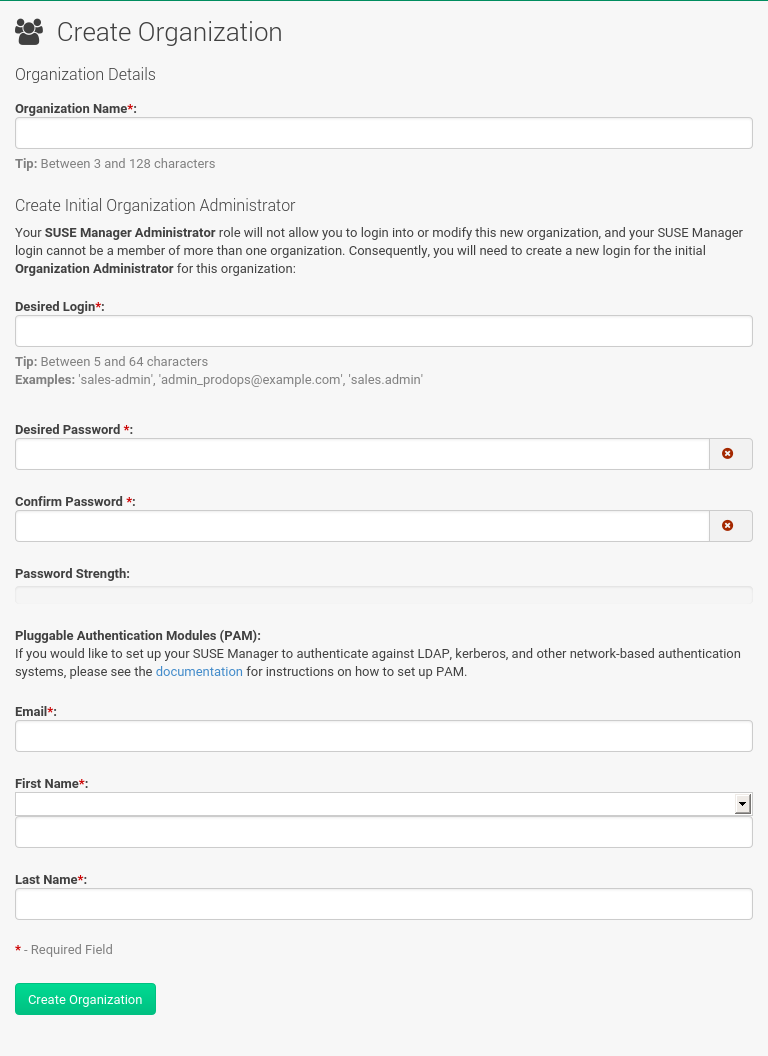 Create Organization
Organization Details
Organization Name*:
Tip: Between 3 and 128 characters
Create Initial Organization Administrator
Your SUSE Manager Administrator role will not allow you to login into or modify this new organization, and your SUSE Manager
login cannot be a member of more than one organization. Consequently, you will need to create a new login for the initial
Organization Administrator for this organization:
Desired Login*:
Tip: Between 5 and 64 characters
Examples: 'sales-admin', 'admin_prodops@example.com', 'sales.admin'
Desired Password *:
Confirm Password *:
Password Strength:
Pluggable Authentication Modules (PAM):
If you would like to set up your SUSE Manager to authenticate against LDAP, kerberos, and other network-based authentication
systems, please see the documentation for instructions on how to set up PAM.
Email*:
First Name*:
Last Name*:
* - Required Field
Create Organization